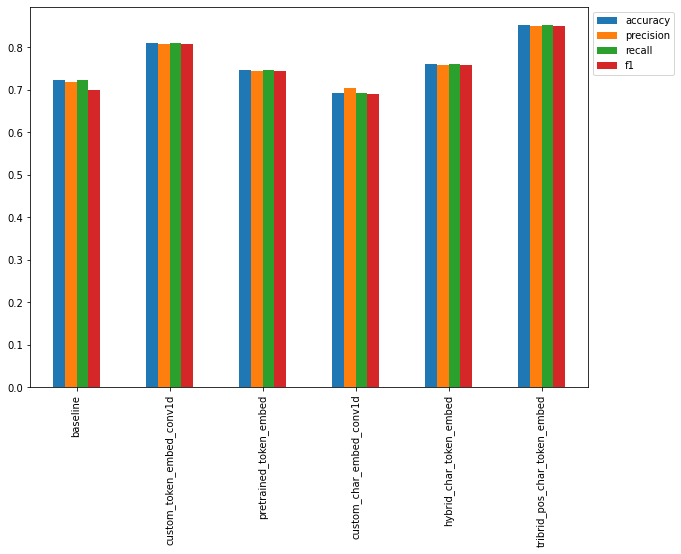 0.8
0.7
0.6
0.5
0.4
0.3
0.2
0.1
0.0
baseline
custom_token_embed_conv1d
pretrained_token_embed
custom_char_embed_conv1d
hybrid_char_token_embed
tribrid_pos_char_token_embed
accuracy
precision
recall
f1